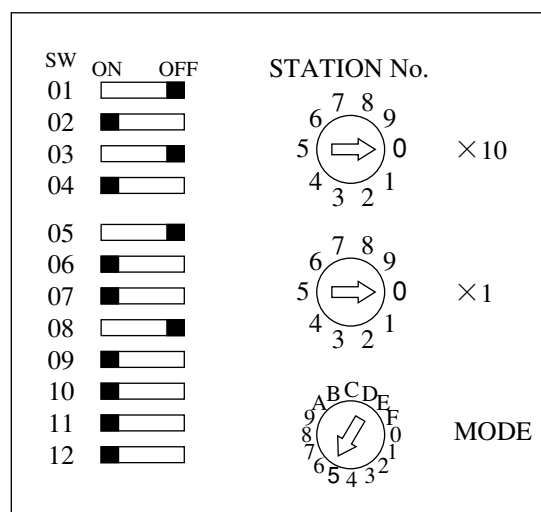 SW ON OFF
01
02
03
04
05
06
07
08
09
10
11
12
STATION No.
7 8
6 9
5 0 ×10
4 1
3 2
7 8
6 9
5 0 ×1
4 1
3 2
B C D
A E
9 F
8 0 MODE
7 1
6 2
5 4 3